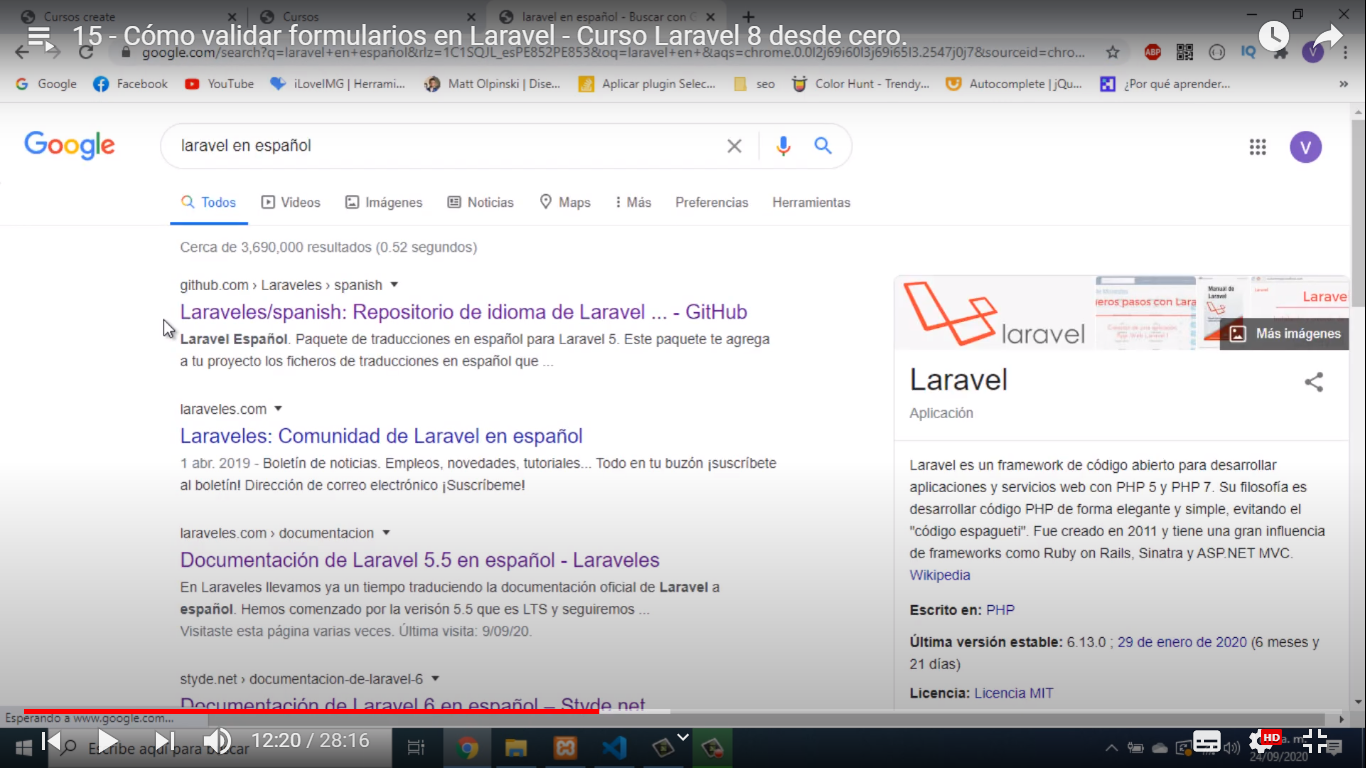 Cursos create
Cursos
laravel en español - Buscar con G
15 - Cómo validar formularios en Laravel - Curso Laravel 8 desde cero.
google.com/search?q=laravel+en+español&rlz=1C1SQJL_esPE852PE853&oq=laravel+en+&aqs=chrome.0.0l2j69i60l3j69i65l3.2547j0j7&sourceid=chro...
ABP
IQ
V
Google
Facebook
YouTube
iLoveIMG | Herrami...
Matt Olpinski | Dise...
Aplicar plugin Selec...
seo
Color Hunt - Trendy...
Autocomplete | jQu...
¿Por qué aprender...
»
Google
laravel en español
V
Todos
Videos
Imágenes
Noticias
Maps
Más
Preferencias
Herramientas
Cerca de 3,690,000 resultados (0.52 segundos)
github.com › Laraveles › spanish
Laraveles/spanish: Repositorio de idioma de Laravel ... - GitHub
Laravel Español. Paquete de traducciones en español para Laravel 5. Este paquete te agrega
a tu proyecto los ficheros de traducciones en español que ...
laraveles.com
Laraveles: Comunidad de Laravel en español
1 abr. 2019 - Boletín de noticias. Empleos, novedades, tutoriales... Todo en tu buzón ¡suscríbete
al boletín! Dirección de correo electrónico ¡Suscríbeme!
laraveles.com › documentacion
Documentación de Laravel 5.5 en español - Laraveles
En Laraveles llevamos ya un tiempo traduciendo la documentación oficial de Laravel a
español. Hemos comenzado por la verisón 5.5 que es LTS y seguiremos ...
Visitaste esta página varias veces. Última visita: 9/09/20.
styde.net › documentacion-de-laravel-6
Documentación de Laravel 6 en español – Styde.net
laravel
eros pasos con Lara
Manual de
Laravel
Larave
Más imágenes
Laravel
Aplicación
Laravel es un framework de código abierto para desarrollar
aplicaciones y servicios web con PHP 5 y PHP 7. Su filosofía es
desarrollar código PHP de forma elegante y simple, evitando el
"código espagueti". Fue creado en 2011 y tiene una gran influencia
de frameworks como Ruby on Rails, Sinatra y ASP.NET MVC.
Wikipedia
Escrito en: PHP
Última versión estable: 6.13.0 ; 29 de enero de 2020 (6 meses y
21 días)
Licencia: Licencia MIT
Esperando a www.google.com...
Escribe aquí para buscar
12:20 / 28:16
HD
a. m.
24/09/2020